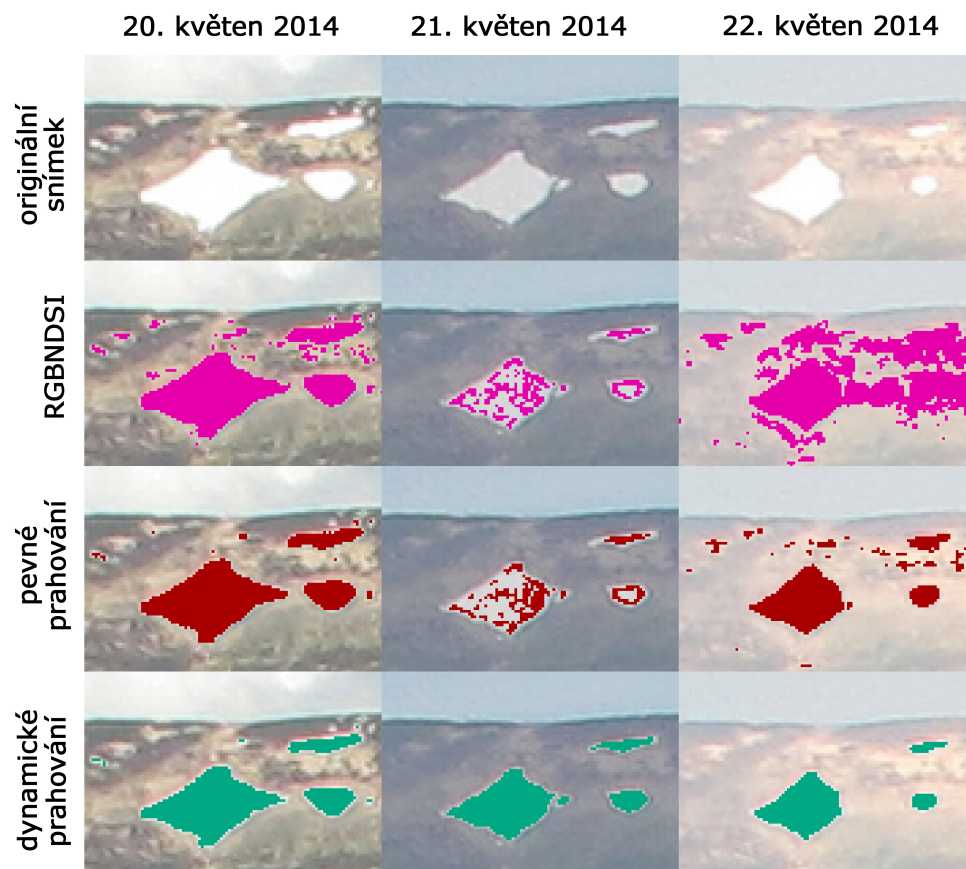 20. květen 2014
21. květen 2014
22. květen 2014
originální
snímek
RGBNDSI
pevné
prahování
dynamické
prahování